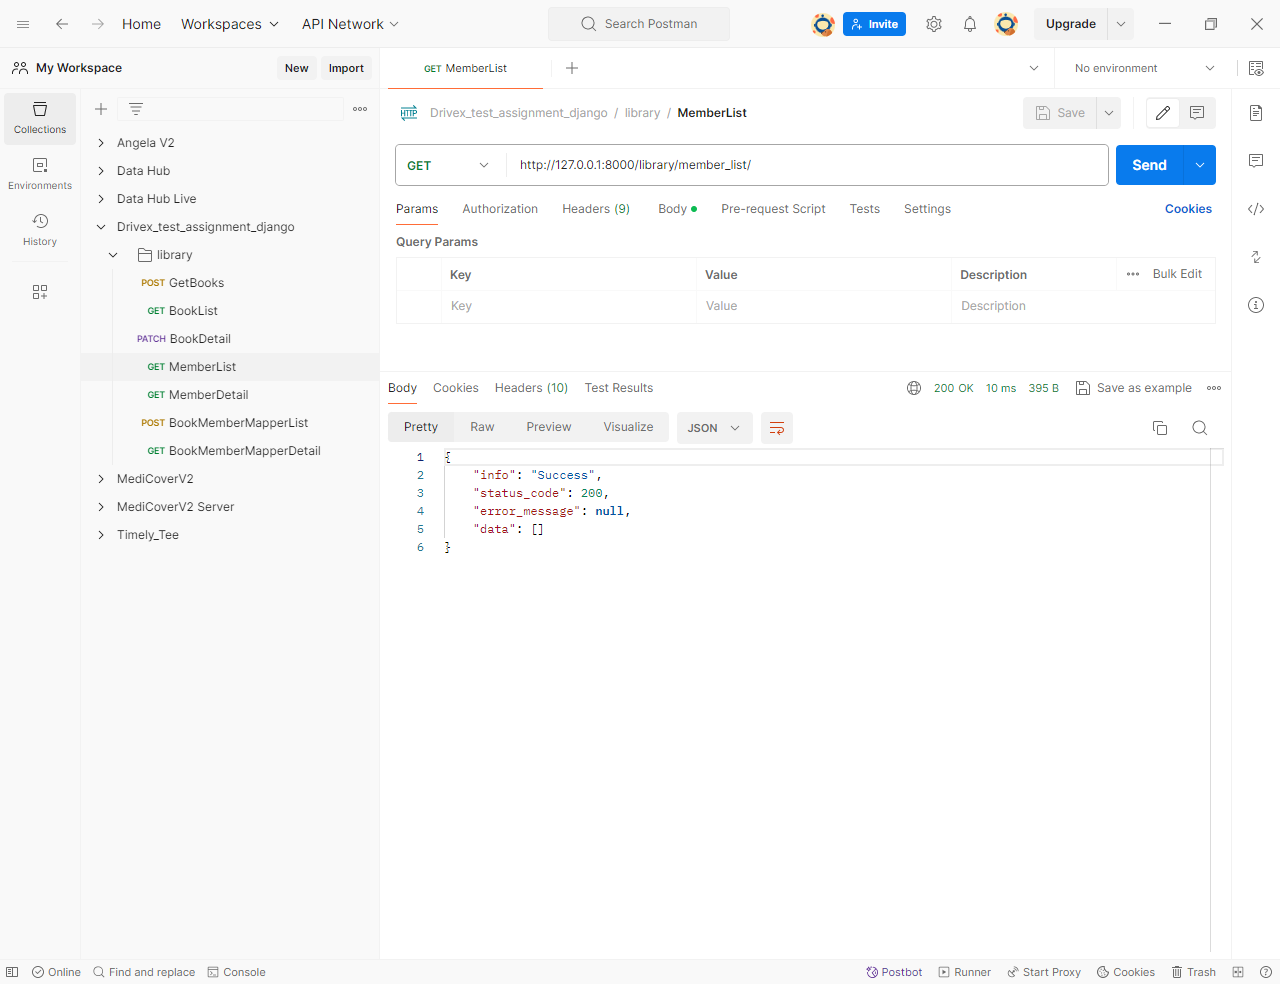 Home Workspaces API Network Search Postman Invite Upgrade
My Workspace New Import GET MemberList No environment
Collections
Environments
History
Angela V2
Data Hub
Data Hub Live
Drivex_test_assignment_django
library
POST GetBooks
GET BookList
PATCH BookDetail
GET MemberList
GET MemberDetail
POST BookMemberMapperList
GET BookMemberMapperDetail
MediCoverV2
MediCoverV2 Server
Timely_Tee
HTTP Drivex_test_assignment_django / library / MemberList Save
GET http://127.0.0.1:8000/library/member_list/ Send
Params Authorization Headers (9) Body Pre-request Script Tests Settings Cookies
Query Params
Key Value Description Bulk Edit
Key Value Description
Body Cookies Headers (10) Test Results 200 OK 10 ms 395 B Save as example
Pretty Raw Preview Visualize JSON
1 {
2 "info": "Success",
3 "status_code": 200,
4 "error_message": null,
5 "data": []
6 }
Online Find and replace Console Postbot Runner Start Proxy Cookies Trash